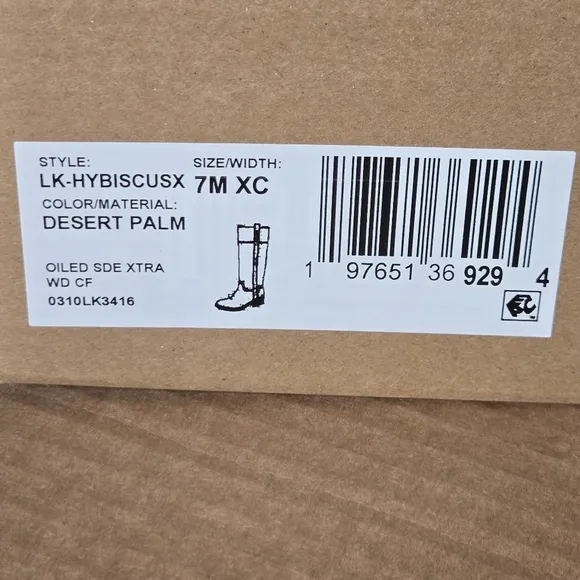 STYLE: SIZE/WIDTH:
LK-HYBISCUSX 7M XC
COLOR/MATERIAL:
DESERT PALM
OILED SDE XTRA
WD CF
0310LK3416
1 97651 36 929 4